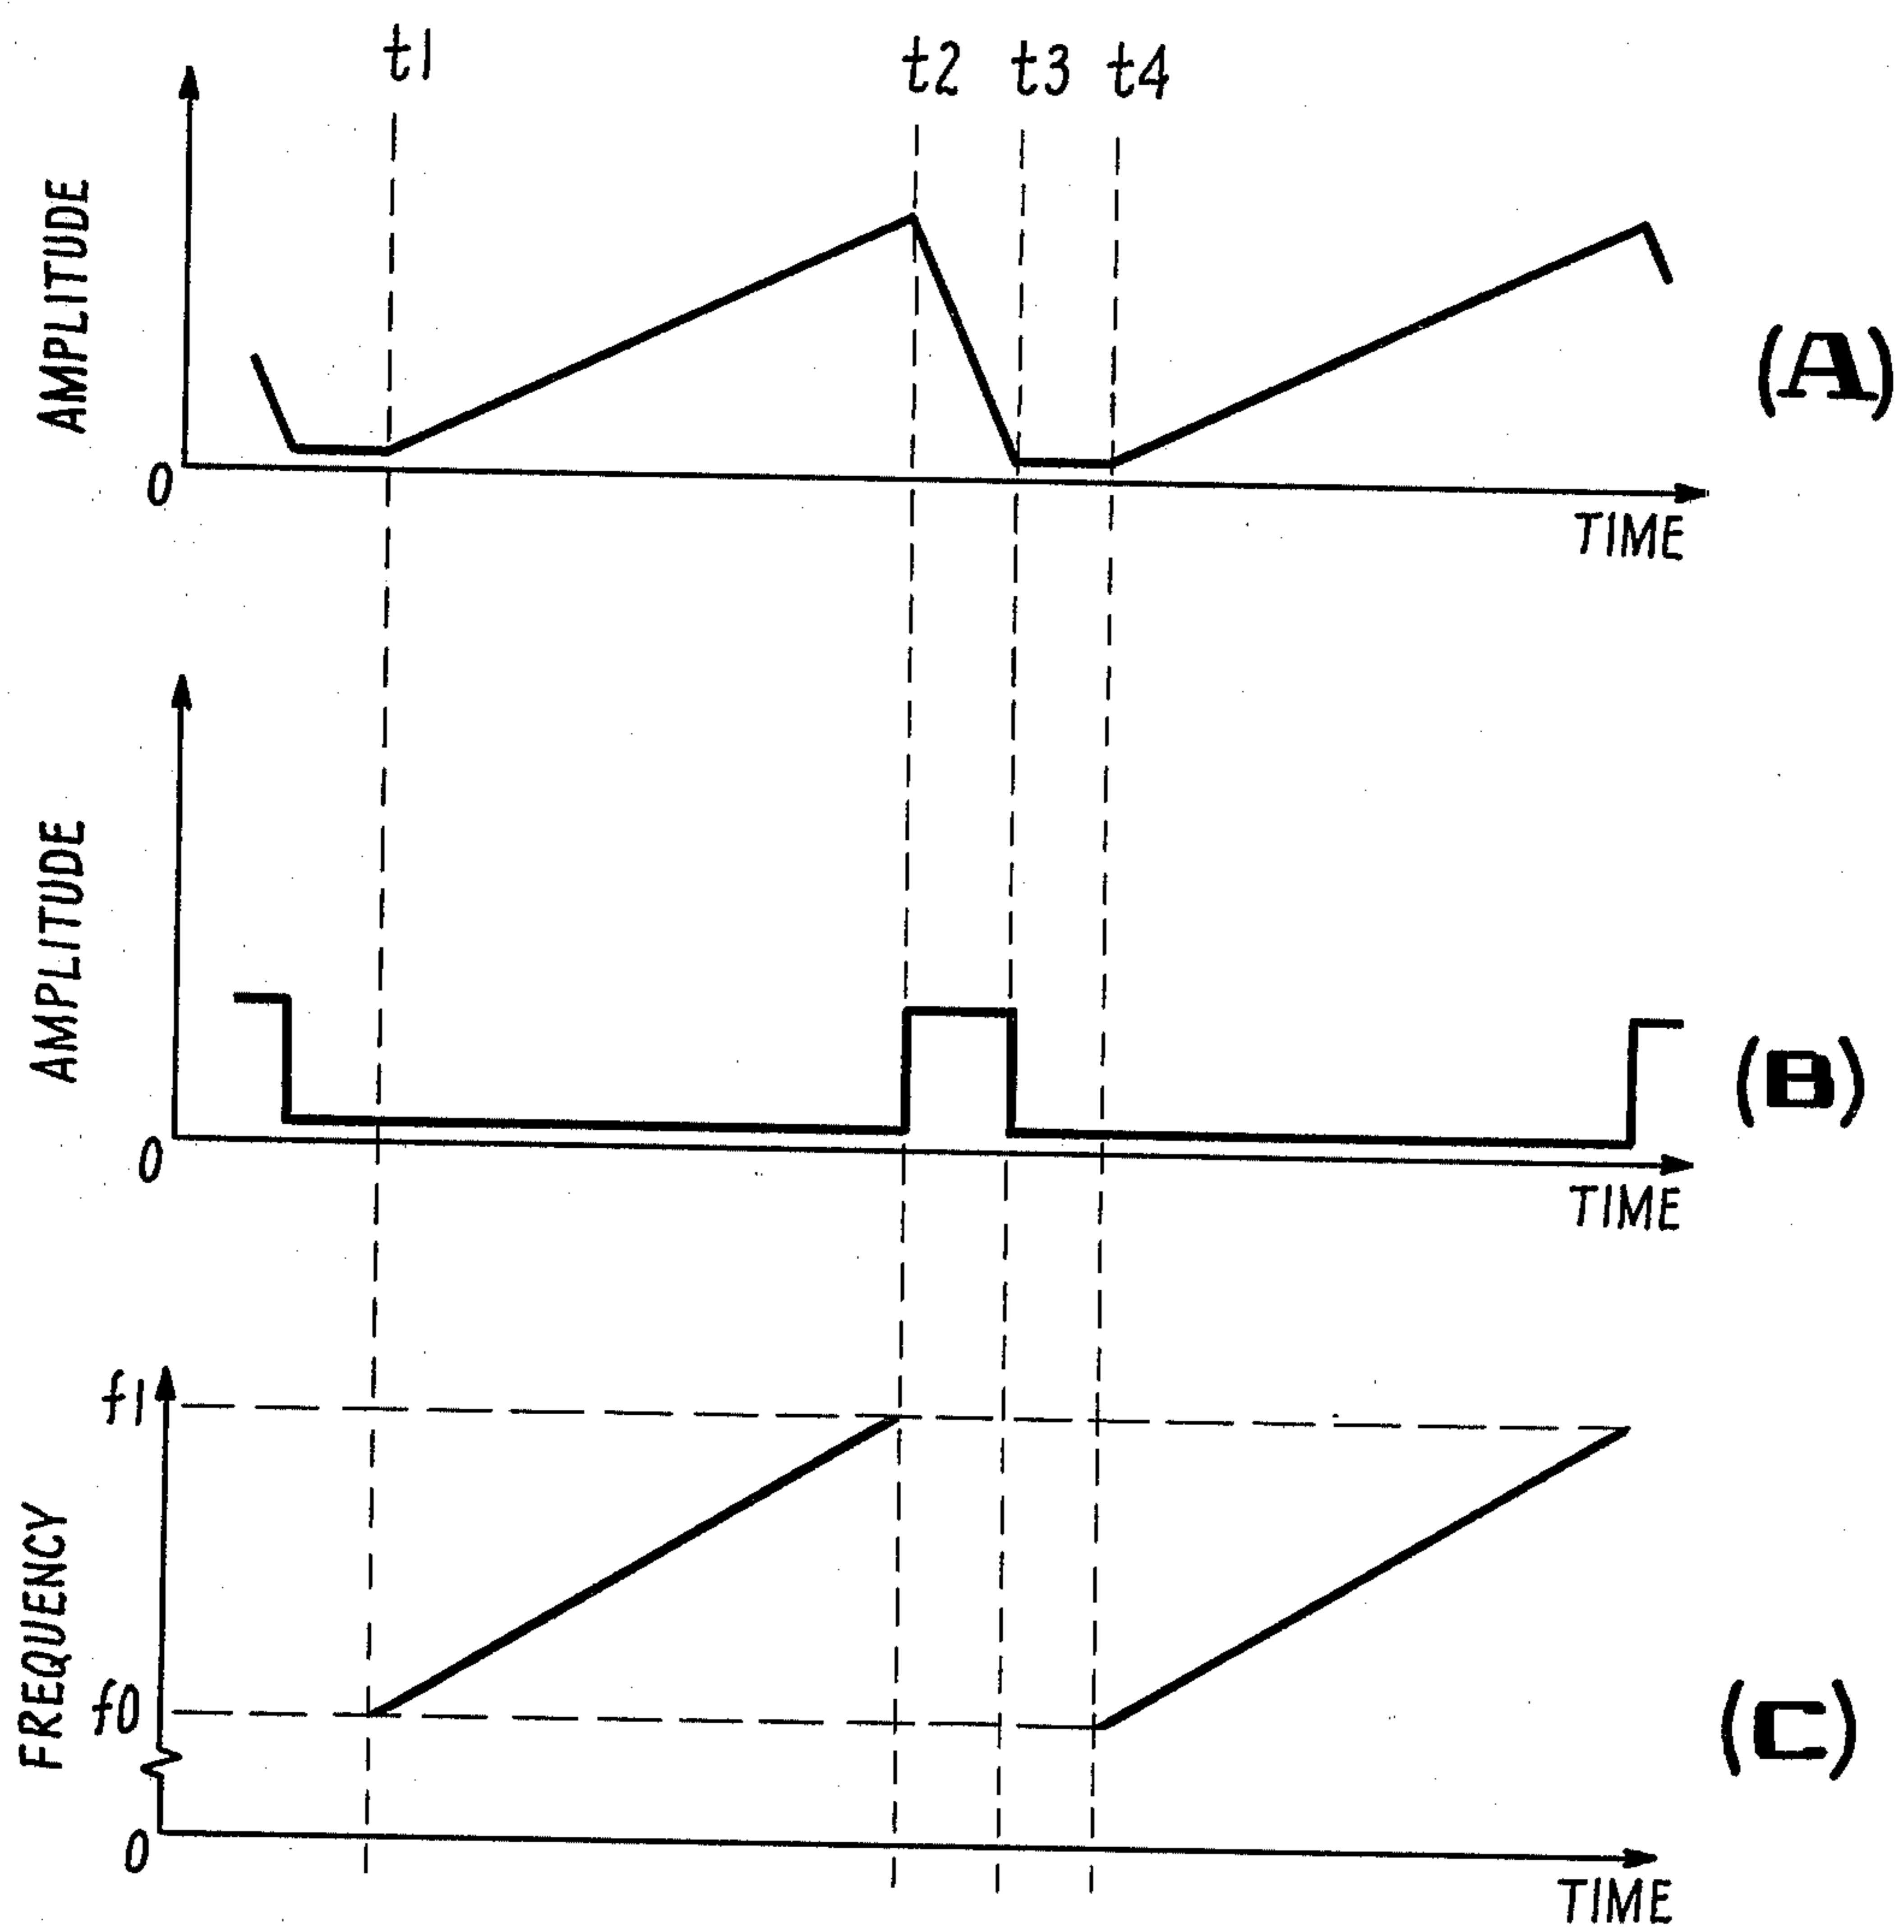 t1
t2
t3
t4
AMPLITUDE
0
TIME
(A)
AMPLITUDE
0
TIME
(B)
f1
f0
FREQUENCY
0
TIME
(C)